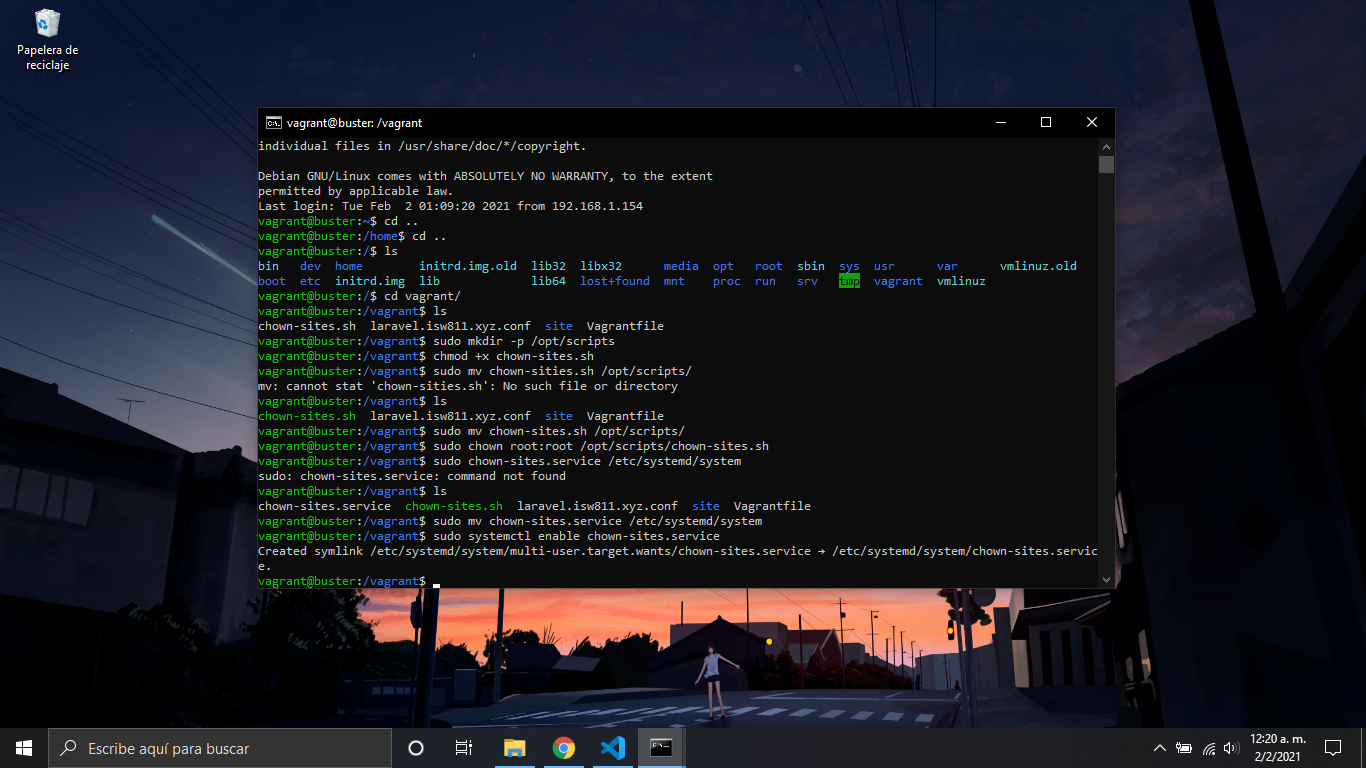 Papelera de
reciclaje
vagrant@buster: /vagrant
individual files in /usr/share/doc/*/copyright.
Debian GNU/Linux comes with ABSOLUTELY NO WARRANTY, to the extent
permitted by applicable law.
Last login: Tue Feb  2 01:09:20 2021 from 192.168.1.154
vagrant@buster:~$ cd ..
vagrant@buster:/home$ cd ..
vagrant@buster:/$ ls
bin   dev  home        initrd.img.old  lib32  libx32      media  opt   root  sbin  sys  usr      var      vmlinuz.old
boot  etc  initrd.img  lib             lib64  lost+found  mnt    proc  run   srv   tmp  vagrant  vmlinuz
vagrant@buster:/$ cd vagrant/
vagrant@buster:/vagrant$ ls
chown-sites.sh  laravel.isw811.xyz.conf  site  Vagrantfile
vagrant@buster:/vagrant$ sudo mkdir -p /opt/scripts
vagrant@buster:/vagrant$ chmod +x chown-sites.sh
vagrant@buster:/vagrant$ sudo mv chown-sities.sh /opt/scripts/
mv: cannot stat 'chown-sities.sh': No such file or directory
vagrant@buster:/vagrant$ ls
chown-sites.sh  laravel.isw811.xyz.conf  site  Vagrantfile
vagrant@buster:/vagrant$ sudo mv chown-sites.sh /opt/scripts/
vagrant@buster:/vagrant$ sudo chown root:root /opt/scripts/chown-sites.sh
vagrant@buster:/vagrant$ sudo chown-sites.service /etc/systemd/system
sudo: chown-sites.service: command not found
vagrant@buster:/vagrant$ ls
chown-sites.service  chown-sites.sh  laravel.isw811.xyz.conf  site  Vagrantfile
vagrant@buster:/vagrant$ sudo mv chown-sites.service /etc/systemd/system
vagrant@buster:/vagrant$ sudo systemctl enable chown-sites.service
Created symlink /etc/systemd/system/multi-user.target.wants/chown-sites.service → /etc/systemd/system/chown-sites.servic
e.
vagrant@buster:/vagrant$
Escribe aquí para buscar
12:20 a. m.
2/2/2021